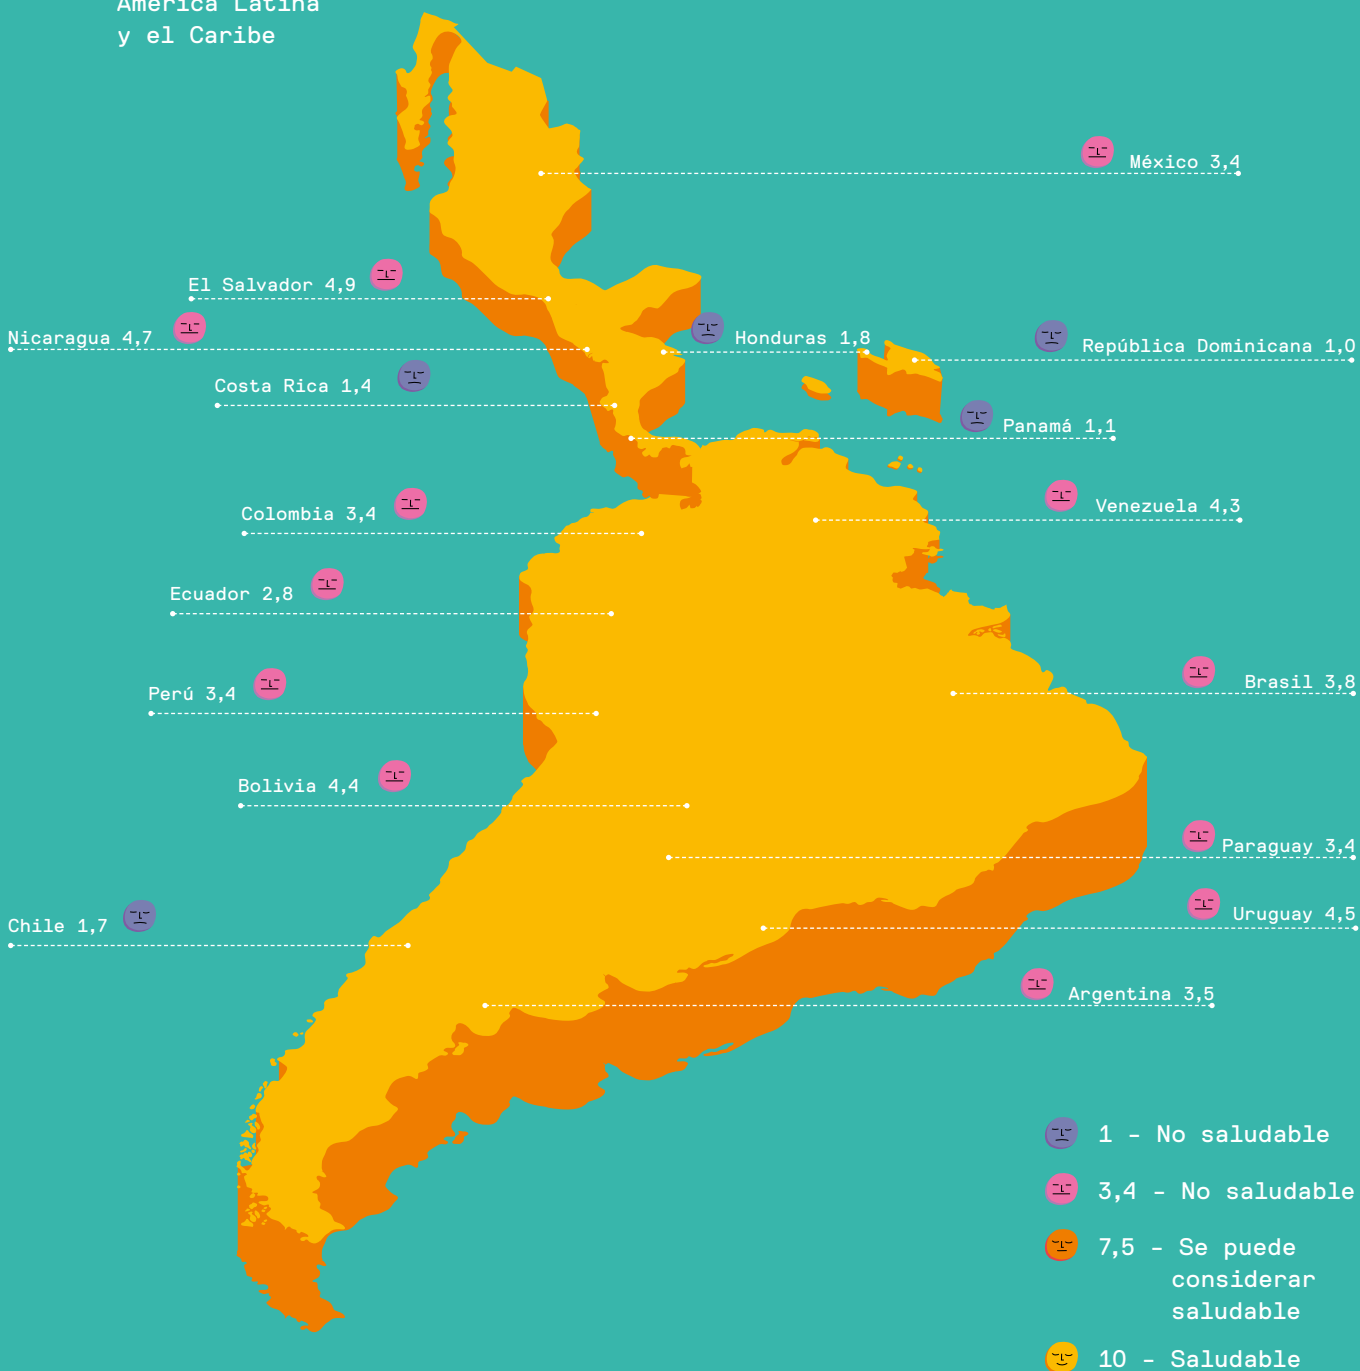 América Latina
y el Caribe
México 3,4
El Salvador 4,9
Nicaragua 4,7
Honduras 1,8
República Dominicana 1,0
Costa Rica 1,4
Panamá 1,1
Colombia 3,4
Venezuela 4,3
Ecuador 2,8
Perú 3,4
Brasil 3,8
Bolivia 4,4
Paraguay 3,4
Chile 1,7
Uruguay 4,5
Argentina 3,5
1 – No saludable
3,4 – No saludable
7,5 – Se puede
considerar
saludable
10 – Saludable